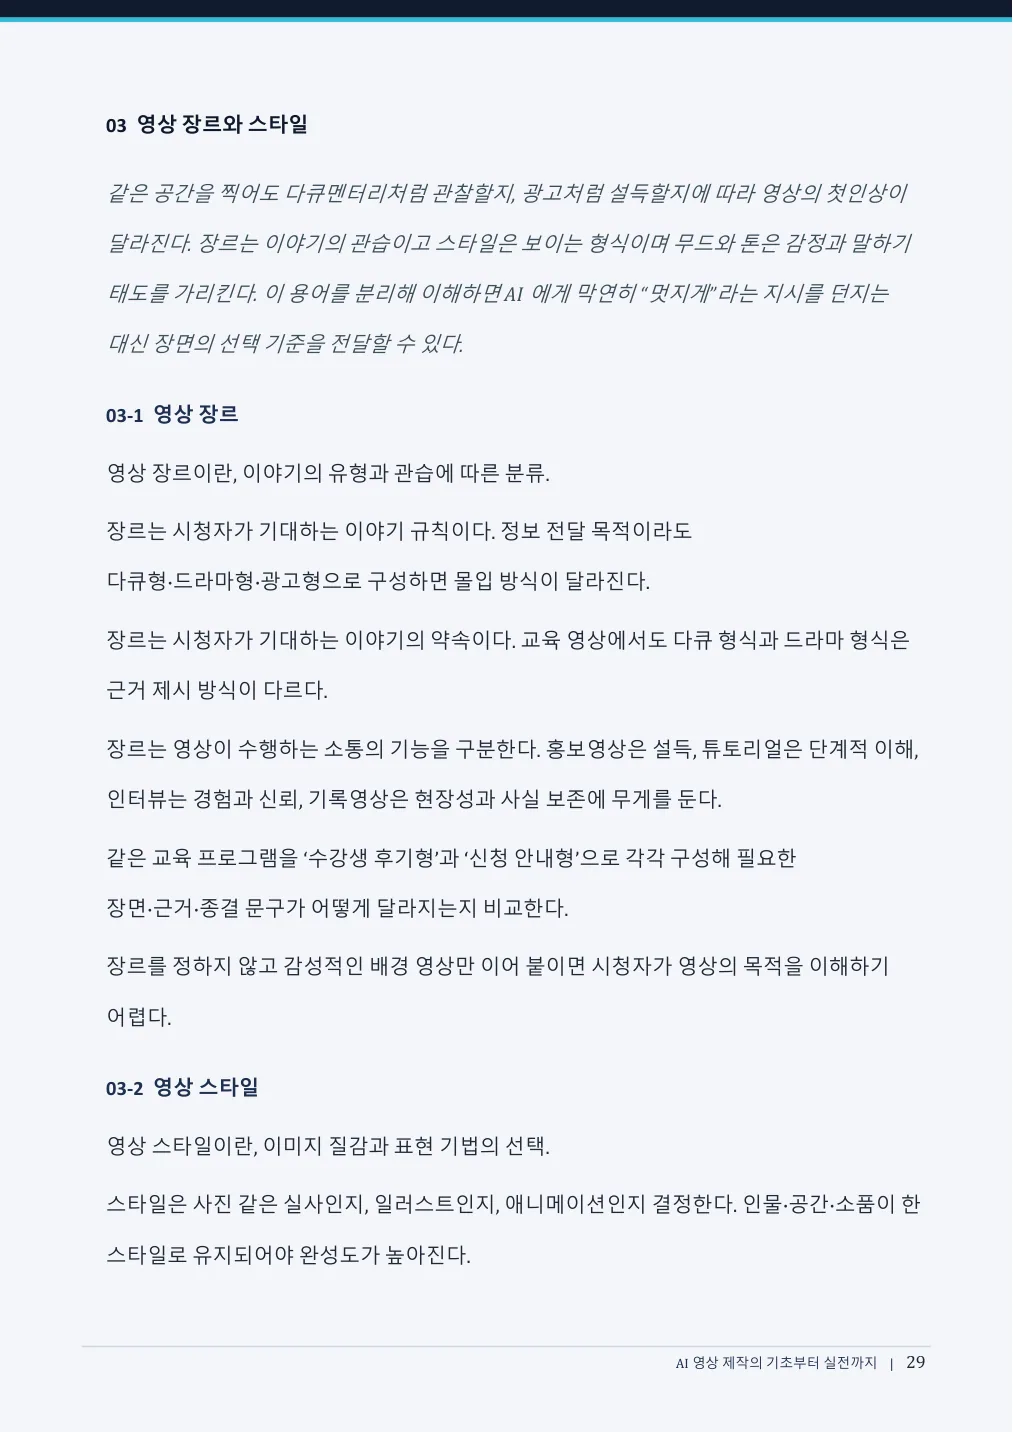 03 영상 장르와 스타일
같은 공간을 찍어도 다큐멘터리처럼 관찰할지, 광고처럼 설득할지에 따라 영상의 첫인상이
달라진다. 장르는 이야기의 관습이고 스타일은 보이는 형식이며 무드와 톤은 감정과 말하기
태도를 가리킨다. 이 용어를 분리해 이해하면 AI 에게 막연히 “멋지게”라는 지시를 던지는
대신 장면의 선택 기준을 전달할 수 있다.
03-1 영상 장르
영상 장르이란, 이야기의 유형과 관습에 따른 분류.
장르는 시청자가 기대하는 이야기 규칙이다. 정보 전달 목적이라도
다큐형·드라마형·광고형으로 구성하면 몰입 방식이 달라진다.
장르는 시청자가 기대하는 이야기의 약속이다. 교육 영상에서도 다큐 형식과 드라마 형식은
근거 제시 방식이 다르다.
장르는 영상이 수행하는 소통의 기능을 구분한다. 홍보영상은 설득, 튜토리얼은 단계적 이해,
인터뷰는 경험과 신뢰, 기록영상은 현장성과 사실 보존에 무게를 둔다.
같은 교육 프로그램을 ‘수강생 후기형’과 ‘신청 안내형’으로 각각 구성해 필요한
장면·근거·종결 문구가 어떻게 달라지는지 비교한다.
장르를 정하지 않고 감성적인 배경 영상만 이어 붙이면 시청자가 영상의 목적을 이해하기
어렵다.
03-2 영상 스타일
영상 스타일이란, 이미지 질감과 표현 기법의 선택.
스타일은 사진 같은 실사인지, 일러스트인지, 애니메이션인지 결정한다. 인물·공간·소품이 한
스타일로 유지되어야 완성도가 높아진다.
AI 영상 제작의 기초부터 실전까지 | 29